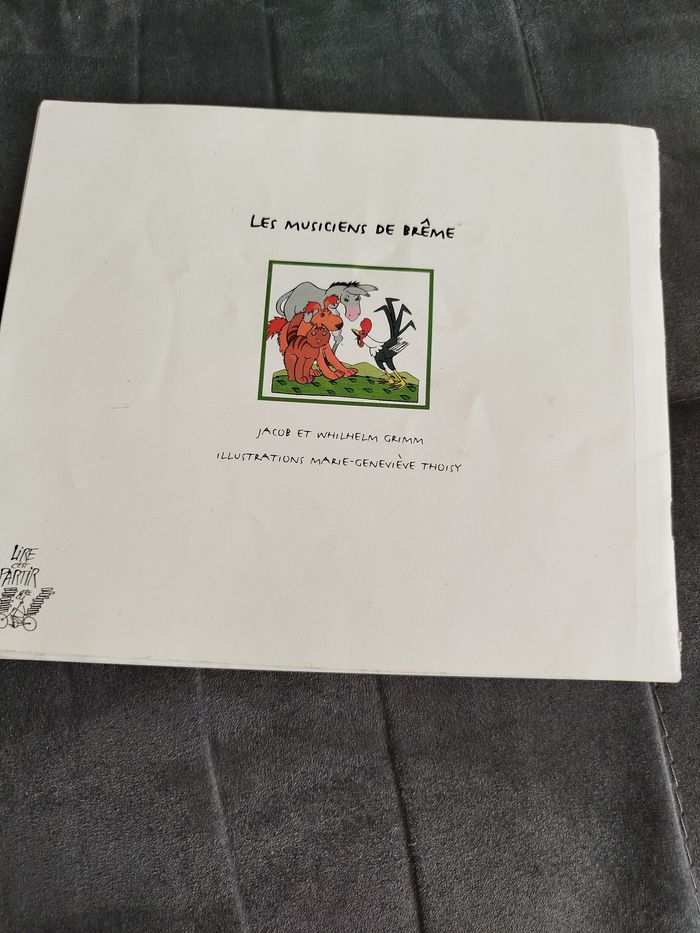 LES MUSICIENS DE BRÊME
JACOB ET WHILHELM GRIMM
ILLUSTRATIONS MARIE-GENEVIÈVE THOISY
LIRE
C'EST
PARTIR